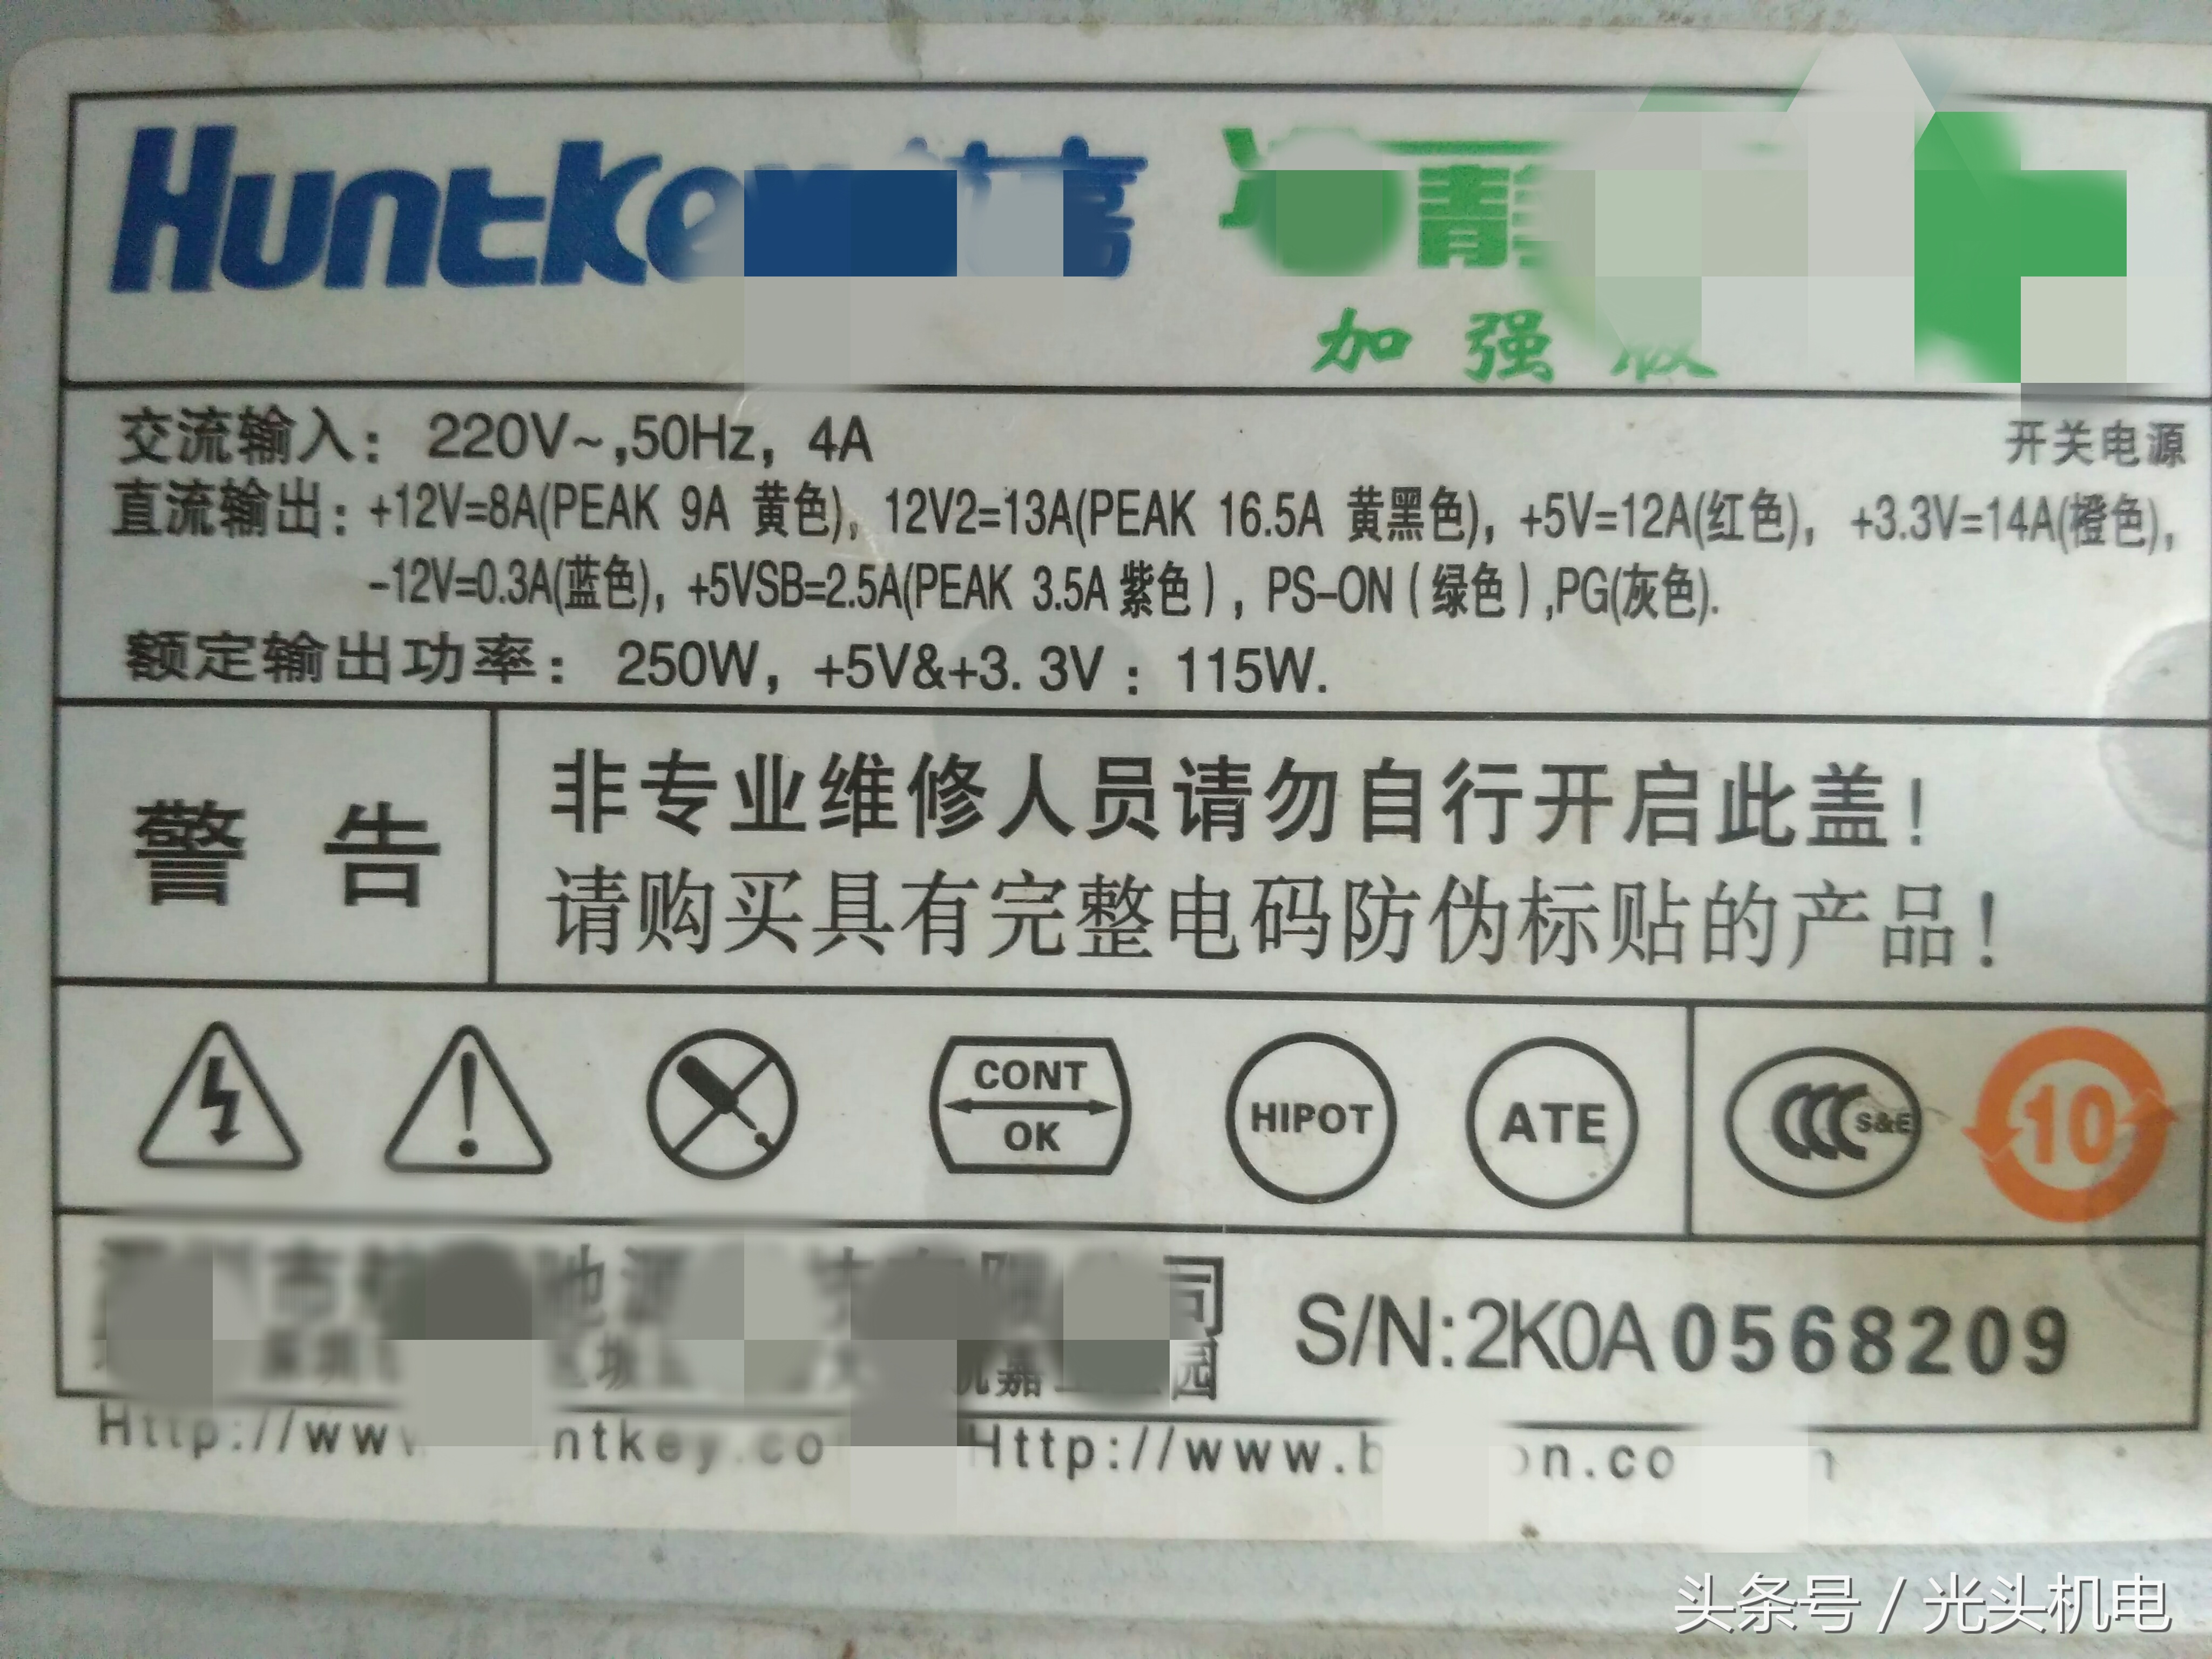 Huntkey
加强版
交流输入：220V~,50Hz，4A 开关电源
直流输出：+12V=8A(PEAK 9A 黄色)，12V2=13A(PEAK 16.5A 黄黑色)，+5V=12A(红色)，+3.3V=14A(橙色)，
-12V=0.3A(蓝色)，+5VSB=2.5A(PEAK 3.5A 紫色)，PS-ON(绿色),PG(灰色).
额定输出功率：250W，+5V&+3.3V：115W.
警告
非专业维修人员请勿自行开启此盖！
请购买具有完整电码防伪标贴的产品！
CONT
OK
HIPOT
ATE
CCC S&E
10
S/N:2K0A0568209
头条号 / 光头机电